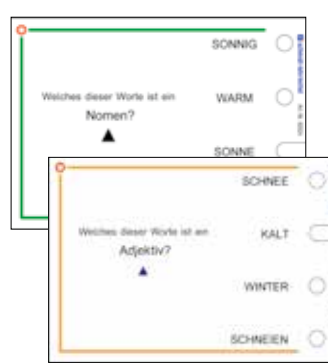 SONNIG
Welches dieser Worte ist ein
Nomen?
WARM
SONNE
SCHNEE
Welches dieser Worte ist ein
Adjektiv?
KALT
WINTER
SCHNEIEN